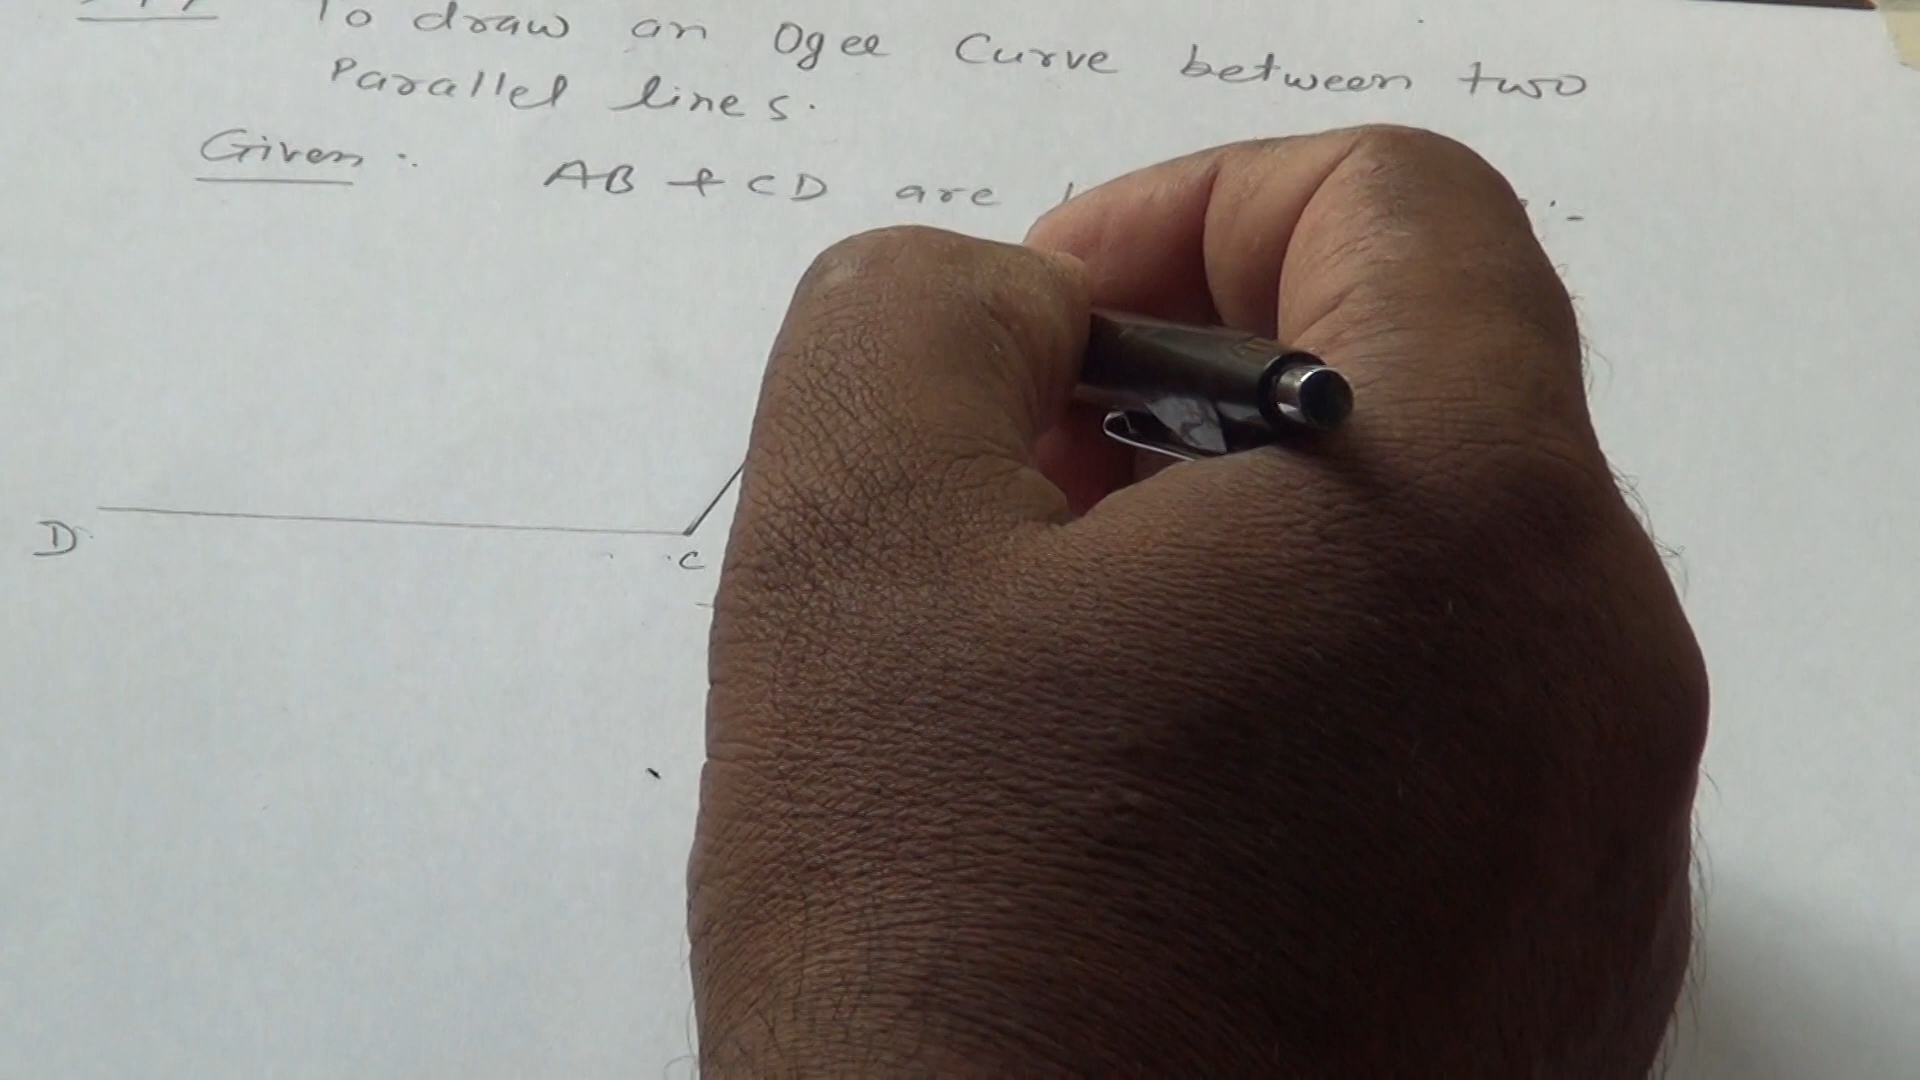 To draw an Ogee Curve between two
Parallel lines.
Given :. AB & CD are
D
C